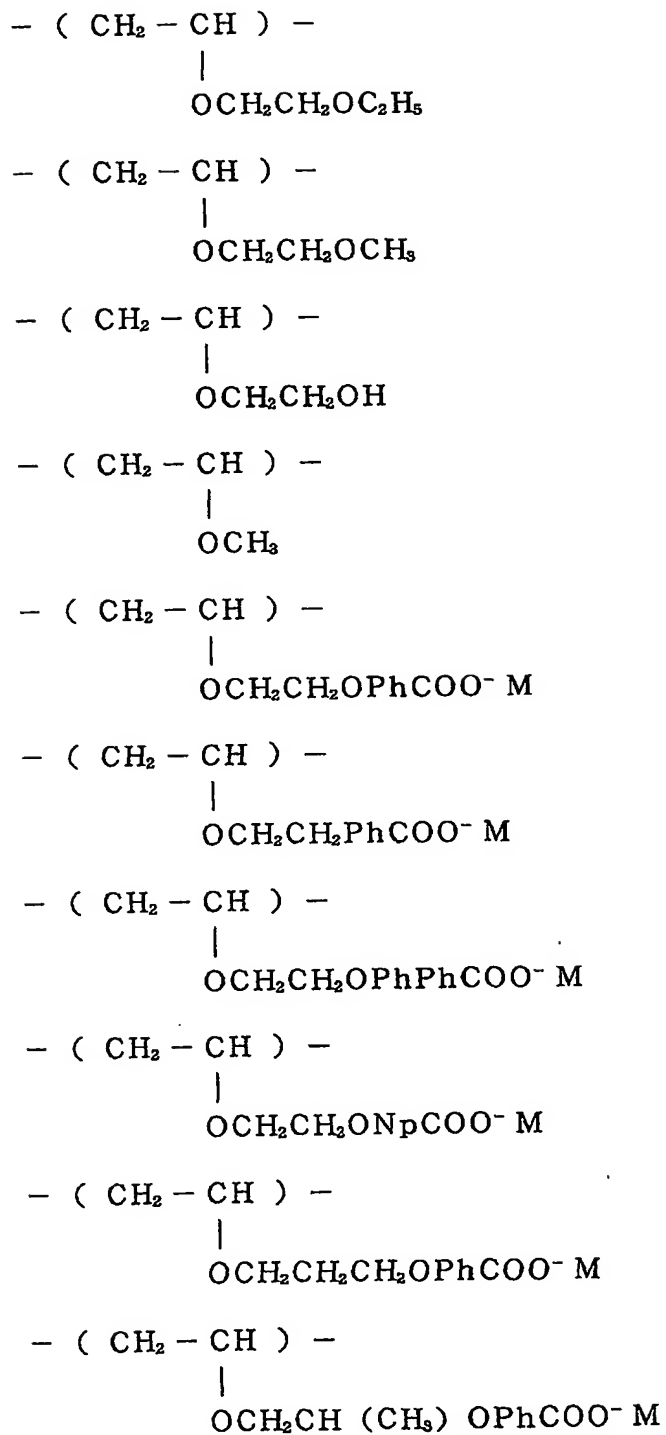 — ( CH₂ — CH ) —
|
OCH₂CH₂OC₂H₅
— ( CH₂ — CH ) —
|
OCH₂CH₂OCH₃
— ( CH₂ — CH ) —
|
OCH₂CH₂OH
— ( CH₂ — CH ) —
|
OCH₃
— ( CH₂ — CH ) —
|
OCH₂CH₂OPhCOO⁻ M
— ( CH₂ — CH ) —
|
OCH₂CH₂PhCOO⁻ M
— ( CH₂ — CH ) —
|
OCH₂CH₂OPhPhCOO⁻ M
— ( CH₂ — CH ) —
|
OCH₂CH₂ONpCOO⁻ M
— ( CH₂ — CH ) —
|
OCH₂CH₂CH₂OPhCOO⁻ M
— ( CH₂ — CH ) —
|
OCH₂CH (CH₃) OPhCOO⁻ M